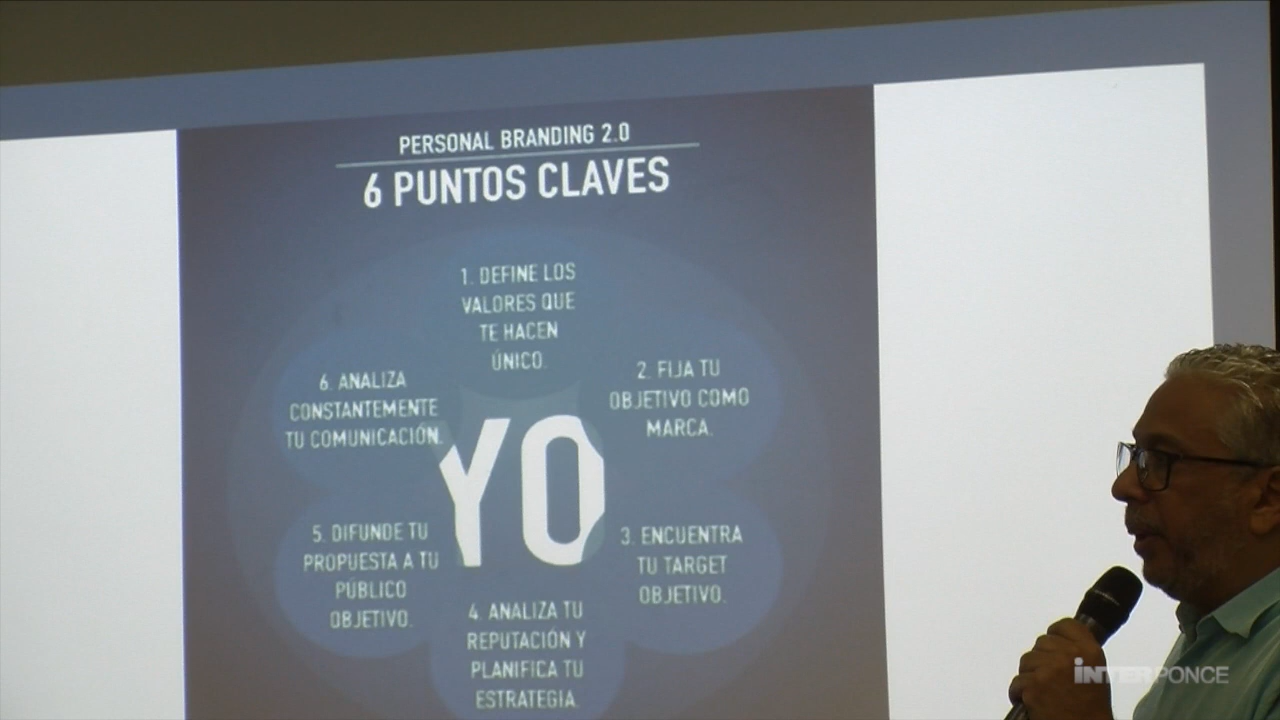 PERSONAL BRANDING 2.0
6 PUNTOS CLAVES
1. DEFINE LOS
VALORES QUE
TE HACEN
ÚNICO.
2. FIJA TU
OBJETIVO COMO
MARCA.
3. ENCUENTRA
TU TARGET
OBJETIVO.
4. ANALIZA TU
REPUTACIÓN Y
PLANIFICA TU
ESTRATEGIA.
5. DIFUNDE TU
PROPUESTA A TU
PÚBLICO
OBJETIVO.
6. ANALIZA
CONSTANTEMENTE
TU COMUNICACIÓN.
YO
INTER PONCE